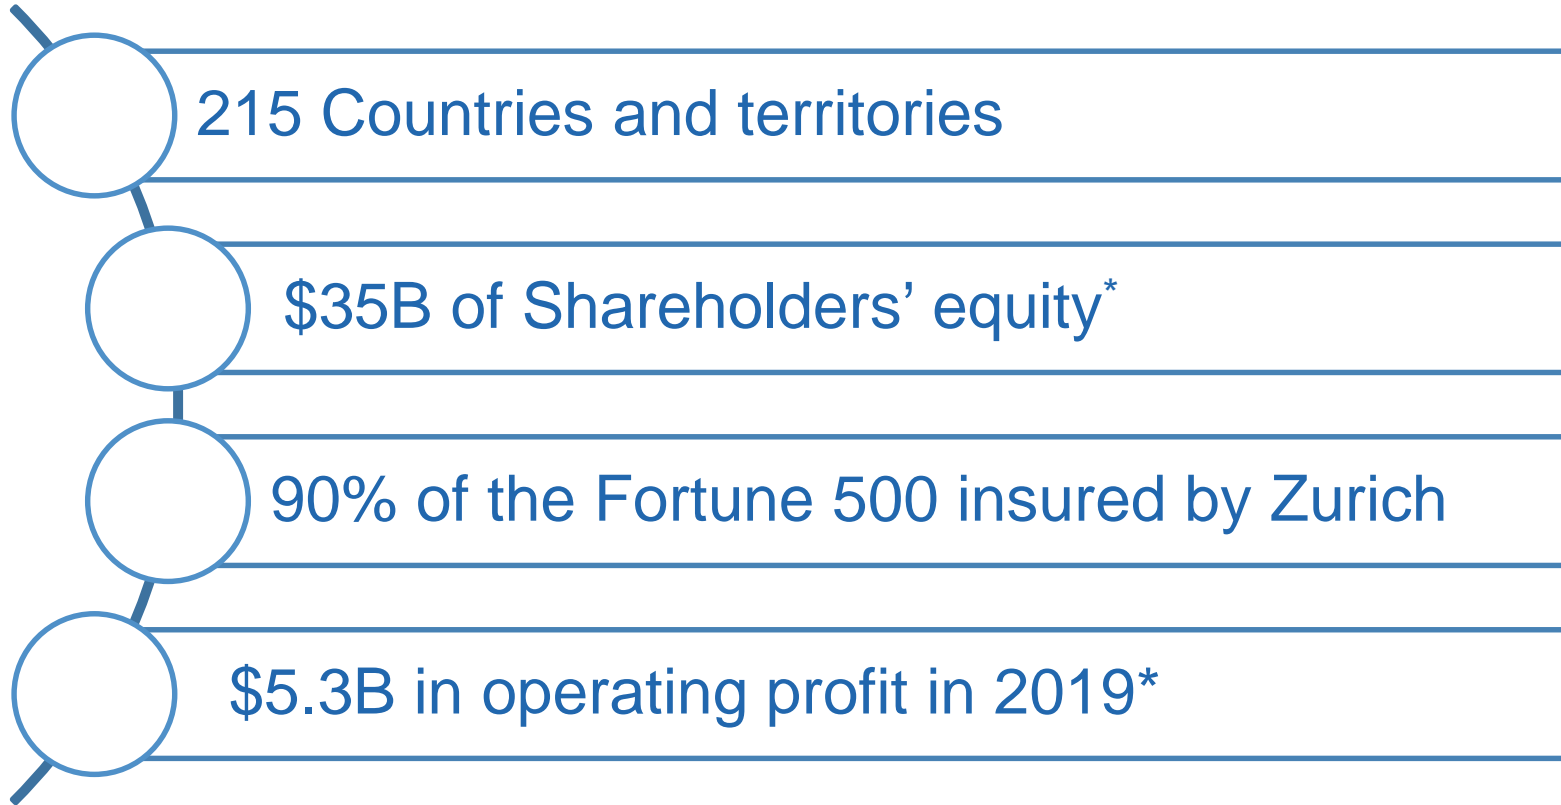 215 Countries and territories
$35B of Shareholders’ equity*
90% of the Fortune 500 insured by Zurich
$5.3B in operating profit in 2019*